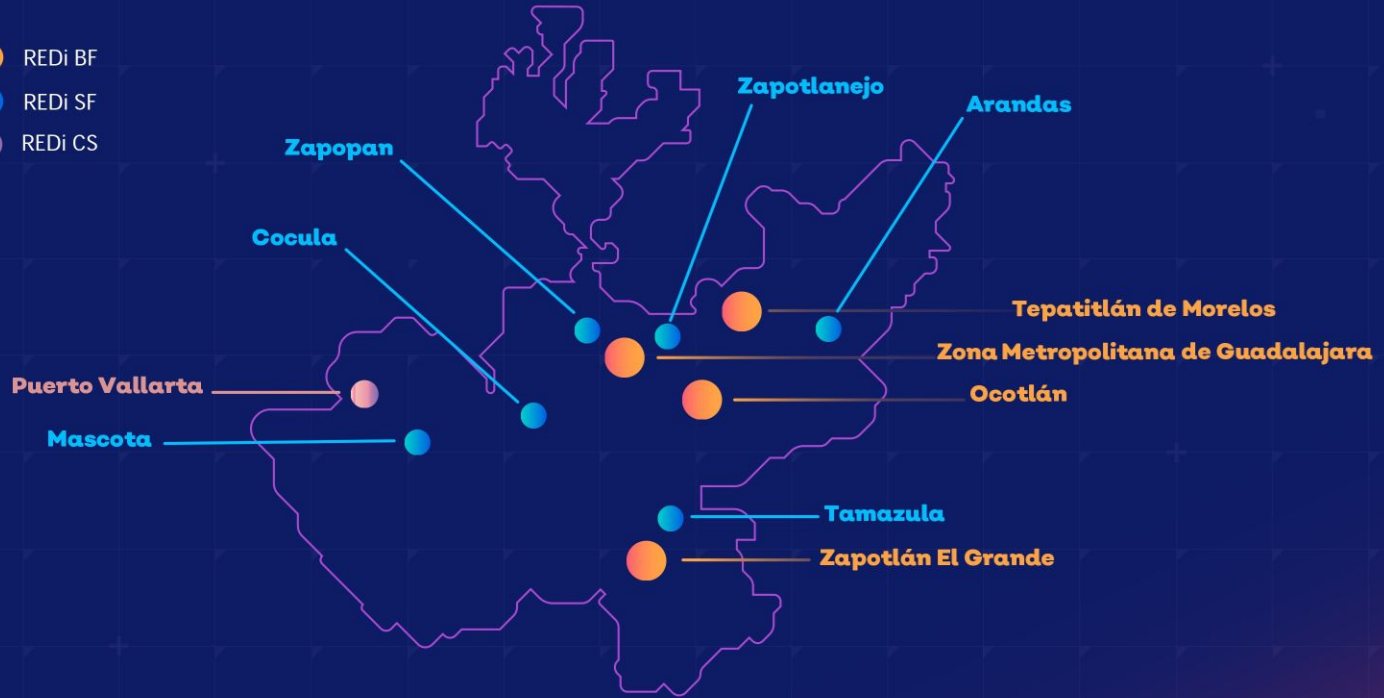 REDi BF
REDi SF
REDi CS
Zapotlanejo
Arandas
Zapopan
Cocula
Tepatitlán de Morelos
Zona Metropolitana de Guadalajara
Puerto Vallarta
Ocotlán
Mascota
Tamazula
Zapotlán El Grande